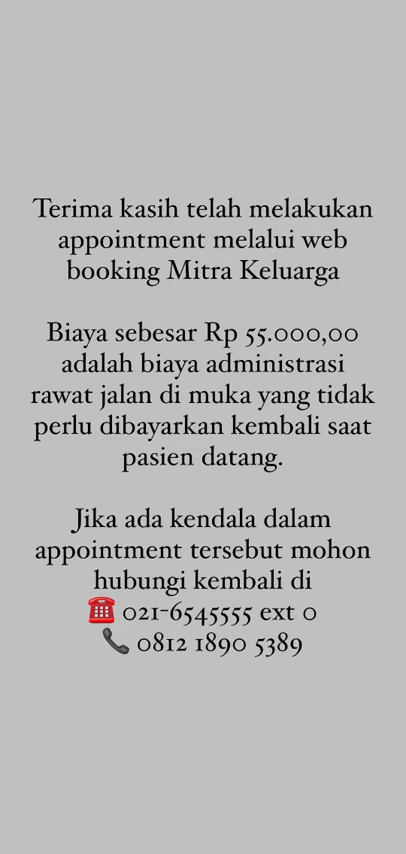 Terima kasih telah melakukan
appointment melalui web
booking Mitra Keluarga
Biaya sebesar Rp 55.000,00
adalah biaya administrasi
rawat jalan di muka yang tidak
perlu dibayarkan kembali saat
pasien datang.
Jika ada kendala dalam
appointment tersebut mohon
hubungi kembali di
☎️ 021-6545555 ext 0
📞 0812 1890 5389